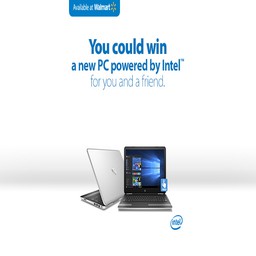 Available at Walmart
You could win
a new PC powered by Intel™
for you and a friend.
intel